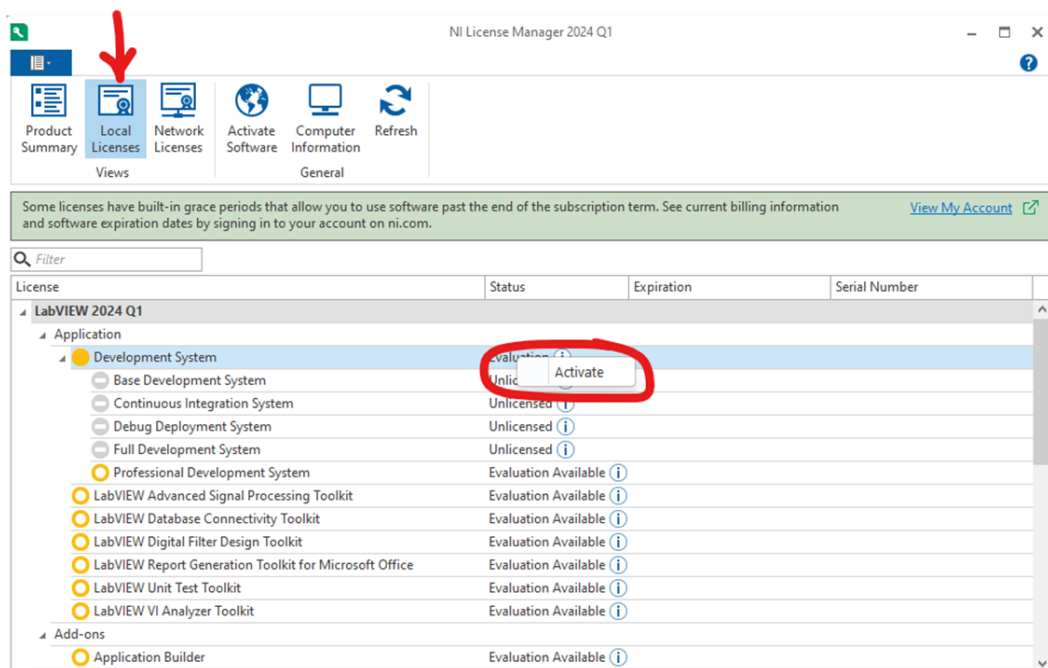 NI License Manager 2024 Q1
Product Summary
Local Licenses
Network Licenses
Activate Software
Computer Information
Refresh
Views
General
Some licenses have built-in grace periods that allow you to use software past the end of the subscription term. See current billing information
and software expiration dates by signing in to your account on ni.com.
View My Account
Filter
License Status Expiration Serial Number
LabVIEW 2024 Q1
Application
Development System Evaluation
Activate
Base Development System
Continuous Integration System Unlicensed
Debug Deployment System Unlicensed
Full Development System Unlicensed
Professional Development System Evaluation Available
LabVIEW Advanced Signal Processing Toolkit Evaluation Available
LabVIEW Database Connectivity Toolkit Evaluation Available
LabVIEW Digital Filter Design Toolkit Evaluation Available
LabVIEW Report Generation Toolkit for Microsoft Office Evaluation Available
LabVIEW Unit Test Toolkit Evaluation Available
LabVIEW VI Analyzer Toolkit Evaluation Available
Add-ons
Application Builder Evaluation Available